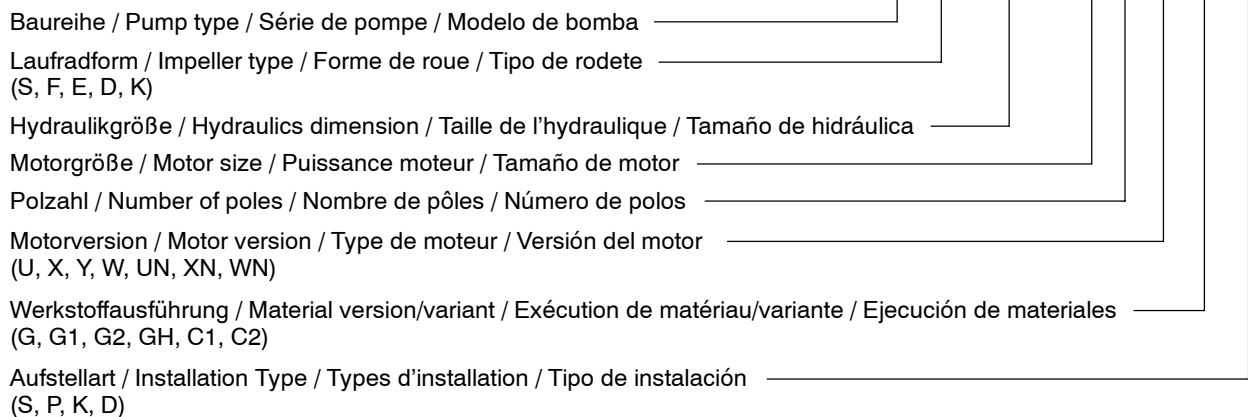 Baureihe / Pump type / Série de pompe / Modelo de bomba
Laufradform / Impeller type / Forme de roue / Tipo de rodete
(S, F, E, D, K)
Hydraulikgröße / Hydraulics dimension / Taille de l'hydraulique / Tamaño de hidráulica
Motorgröße / Motor size / Puissance moteur / Tamaño de motor
Polzahl / Number of poles / Nombre de pôles / Número de polos
Motorversion / Motor version / Type de moteur / Versión del motor
(U, X, Y, W, UN, XN, WN)
Werkstoffausführung / Material version/variant / Exécution de matériau/variante / Ejecución de materiales
(G, G1, G2, GH, C1, C2)
Aufstellart / Installation Type / Types d'installation / Tipo de instalación
(S, P, K, D)